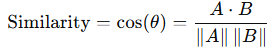 Similarity = cos(θ) = A · B / ‖A‖ ‖B‖